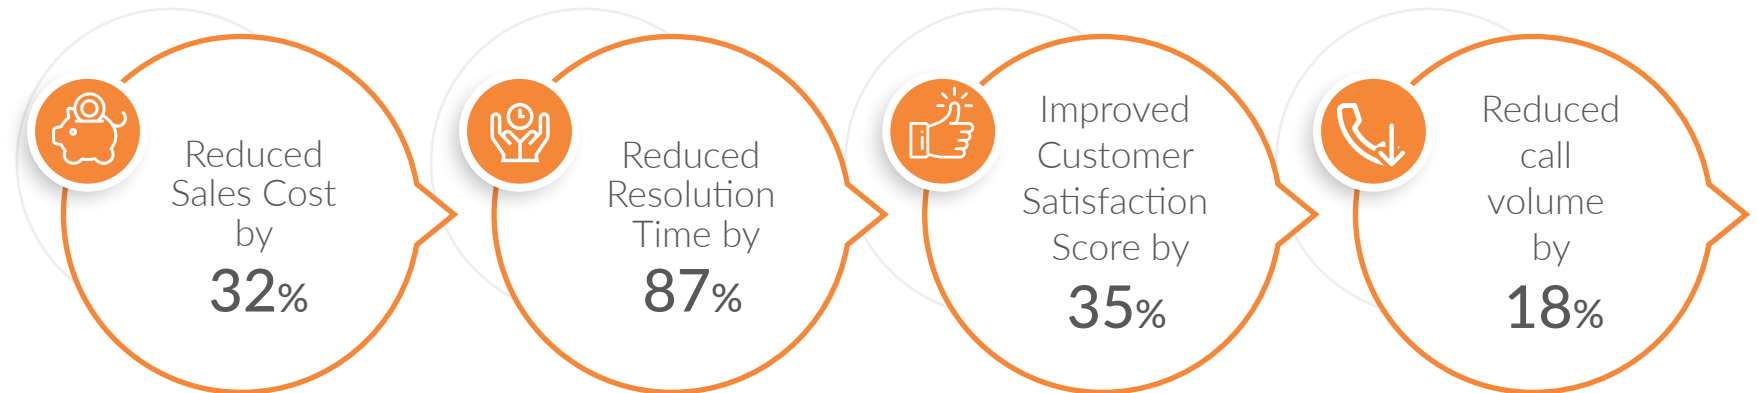 Reduced
Sales Cost
by
32%
Reduced
Resolution
Time by
87%
Improved
Customer
Satisfaction
Score by
35%
Reduced
call
volume
by
18%